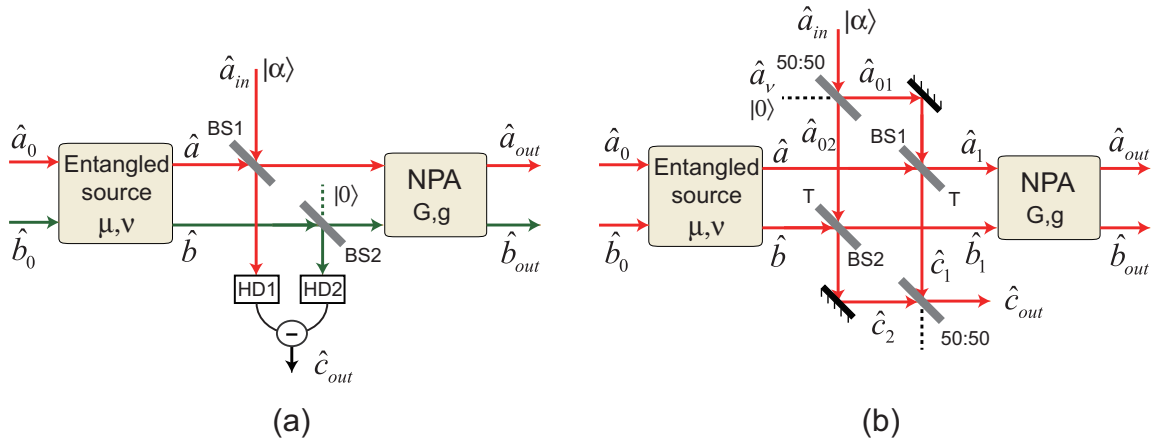 â_in |α⟩
BS1
â_0
Entangled
source
μ,ν
â
|0⟩
NPA
G,g
â_out
b̂_0
b̂
BS2
b̂_out
HD1
HD2
−
ĉ_out
(a)
â_in |α⟩
50:50
â_ν
|0⟩
â_01
â_02
BS1
â_0
Entangled
source
μ,ν
â
T
â_1
T
NPA
G,g
â_out
b̂_0
b̂
BS2
b̂_1
b̂_out
ĉ_1
ĉ_2
ĉ_out
50:50
(b)